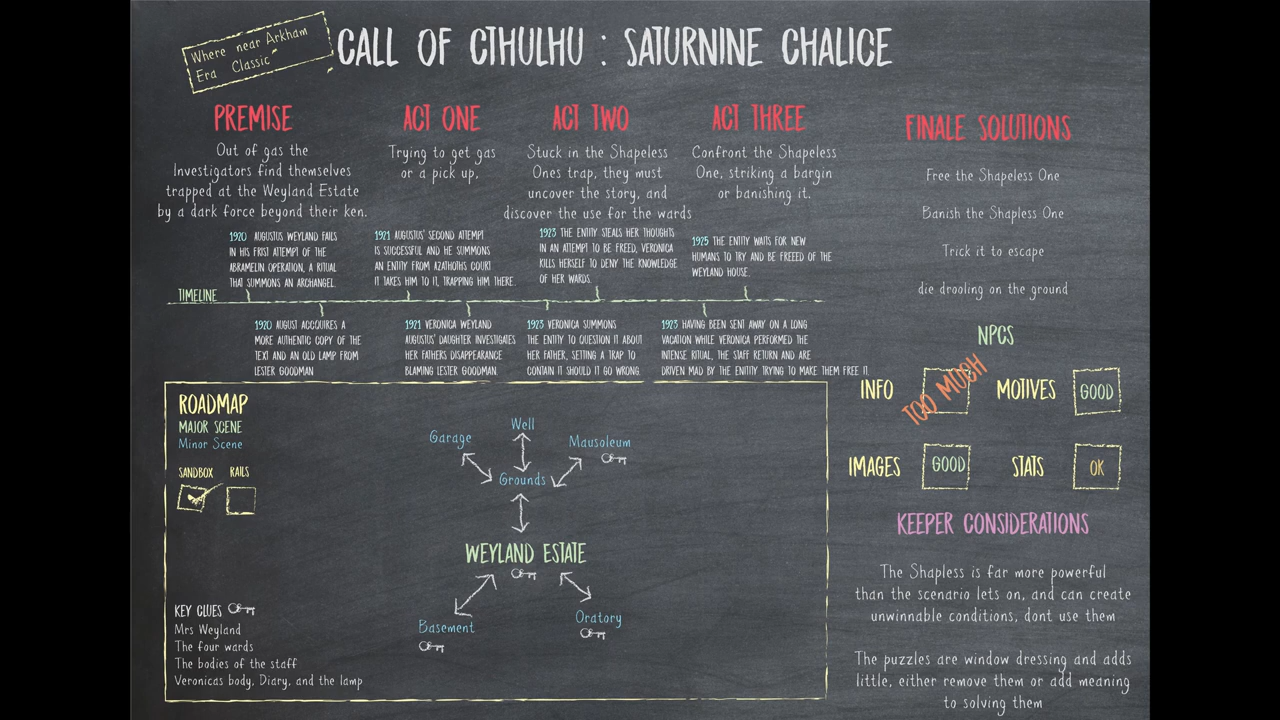 Where near Arkham
Era Classic
CALL OF CTHULHU : SATURNINE CHALICE
PREMISE
Out of gas the
Investigators find themselves
trapped at the Weyland Estate
by a dark force beyond their ken.
ACT ONE
Trying to get gas
or a pick up.
ACT TWO
Stuck in the Shapeless
Ones trap, they must
uncover the story, and
discover the use for the wards
ACT THREE
Confront the Shapeless
One, striking a bargin
or banishing it.
FINALE SOLUTIONS
Free the Shapeless One
Banish the Shapless One
Trick it to escape
die drooling on the ground
TIMELINE
1920 AUGUSTUS WEYLAND FAILS
IN HIS FRIST ATTEMPT OF THE
ABRAMELIN OPERATION, A RITUAL
THAT SUMMONS AN ARCHANGEL.
1921 AUGUSTUS' SECOND ATTEMPT
IS SUCCESSFUL AND HE SUMMONS
AN ENTITY FROM AZATHOTHS COURT
IT TAKES HIM TO IT, TRAPPING HIM THERE.
1923 THE ENTITY STEALS HER THOUGHTS
IN AN ATTEMPT TO BE FREED, VERONICA
KILLS HERSELF TO DENY THE KNOWLEDGE
OF HER WARDS.
1925 THE ENTITY WAITS FOR NEW
HUMANS TO TRY AND BE FREEED OF THE
WEYLAND HOUSE.
1920 AUGUST ACCQUIRES A
MORE AUTHENTIC COPY OF THE
TEXT AND AN OLD LAMP FROM
LESTER GOODMAN
1921 VERONICA WEYLAND
AUGUSTUS' DAUGHTER INVESTIGATES
HER FATHERS DISAPPEARANCE
BLAMING LESTER GOODMAN.
1923 VERONICA SUMMONS
THE ENTITY TO QUESTION IT ABOUT
HER FATHER, SETTING A TRAP TO
CONTAIN IT SHOULD IT GO WRONG.
1923 HAVING BEEN SENT AWAY ON A LONG
VACATION WHILE VERONICA PERFORMED THE
INTENSE RITUAL, THE STAFF RETURN AND ARE
DRIVEN MAD BY THE ENTIITY TRYING TO MAKE THEM FREE IT.
ROADMAP
MAJOR SCENE
Minor Scene
SANDBOX RAILS
Garage
Well
Mausoleum
Grounds
WEYLAND ESTATE
Basement
Oratory
KEY CLUES
Mrs Weyland
The four wards
The bodies of the staff
Veronicas body, Diary, and the lamp
NPCS
INFO TOO MUCH MOTIVES GOOD
IMAGES GOOD STATS OK
KEEPER CONSIDERATIONS
The Shapless is far more powerful
than the scenario lets on, and can create
unwinnable conditions, dont use them
The puzzles are window dressing and adds
little, either remove them or add meaning
to solving them